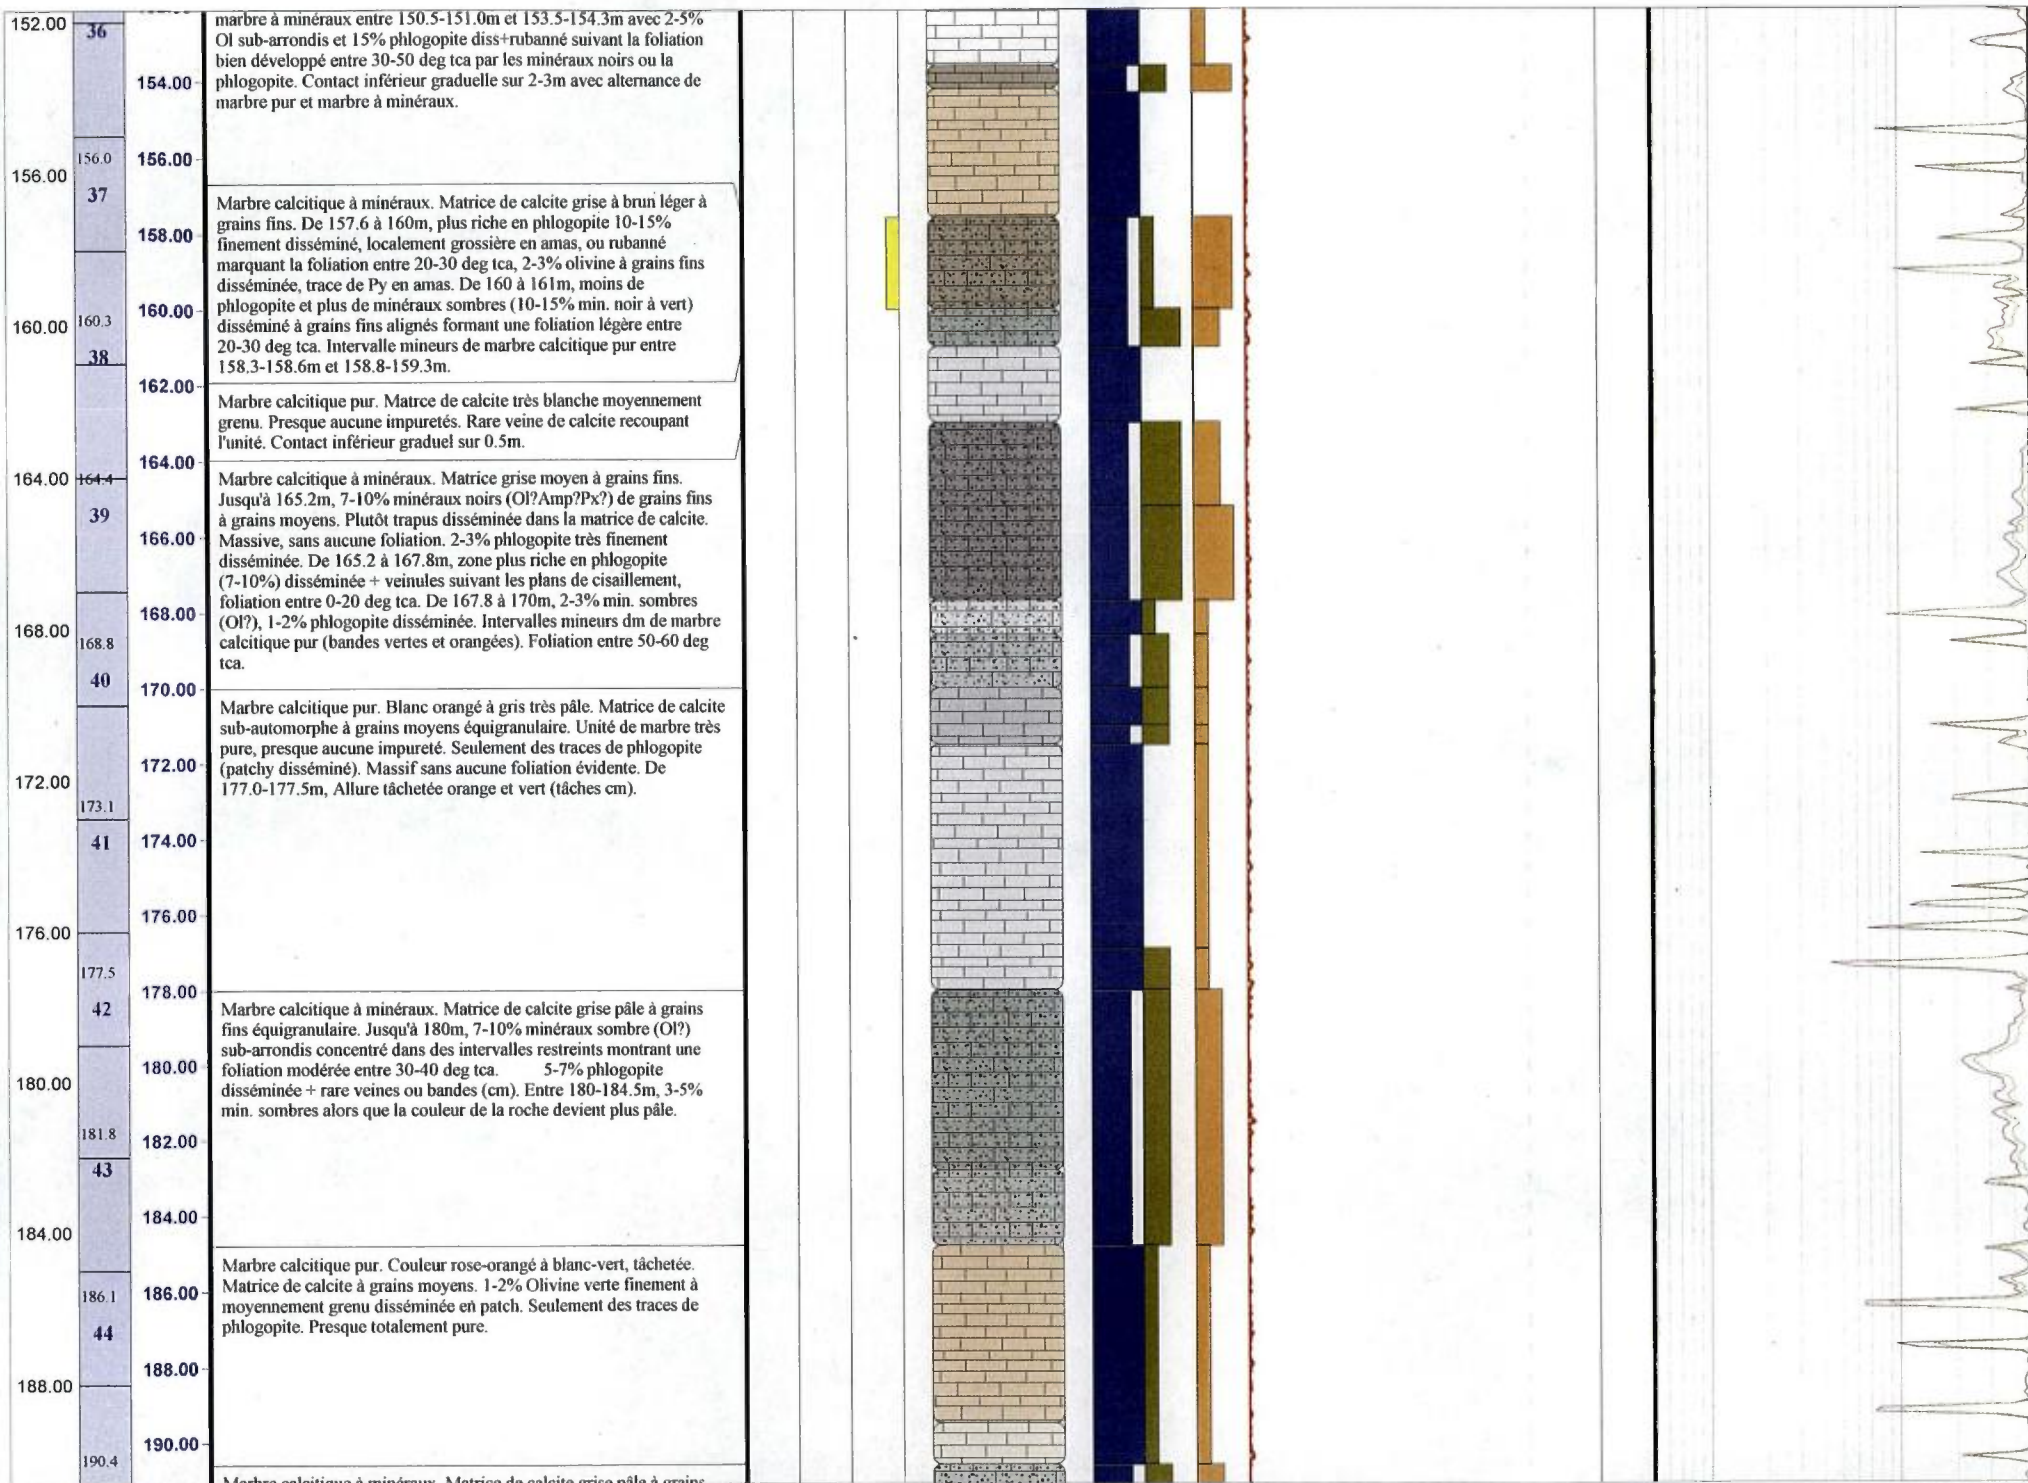 152.00
36
marbre à minéraux entre 150.5-151.0m et 153.5-154.3m avec 2-5%
Ol sub-arrondis et 15% phlogopite diss+rubanné suivant la foliation
bien développé entre 30-50 deg tca par les minéraux noirs ou la
phlogopite. Contact inférieur graduelle sur 2-3m avec alternance de
marbre pur et marbre à minéraux.
154.00
156.0
156.00
156.00
37
Marbre calcitique à minéraux. Matrice de calcite grise à brun léger à
grains fins. De 157.6 à 160m, plus riche en phlogopite 10-15%
finement disséminé, localement grossière en amas, ou rubanné
marquant la foliation entre 20-30 deg tca, 2-3% olivine à grains fins
disséminée, trace de Py en amas. De 160 à 161m, moins de
phlogopite et plus de minéraux sombres (10-15% min. noir à vert)
disséminé à grains fins alignés formant une foliation légère entre
20-30 deg tca. Intervalle mineurs de marbre calcitique pur entre
158.3-158.6m et 158.8-159.3m.
158.00
160.00
160.3
160.00
38
162.00
Marbre calcitique pur. Matrce de calcite très blanche moyennement
grenu. Presque aucune impuretés. Rare veine de calcite recoupant
l'unité. Contact inférieur graduel sur 0.5m.
164.00
164.00
164.4
39
Marbre calcitique à minéraux. Matrice grise moyen à grains fins.
Jusqu'à 165.2m, 7-10% minéraux noirs (Ol?Amp?Px?) de grains fins
à grains moyens. Plutôt trapus disséminée dans la matrice de calcite.
Massive, sans aucune foliation. 2-3% phlogopite très finement
disséminée. De 165.2 à 167.8m, zone plus riche en phlogopite
(7-10%) disséminée + veinules suivant les plans de cisaillement,
foliation entre 0-20 deg tca. De 167.8 à 170m, 2-3% min. sombres
(Ol?), 1-2% phlogopite disséminée. Intervalles mineurs dm de marbre
calcitique pur (bandes vertes et orangées). Foliation entre 50-60 deg
tca.
166.00
168.00
168.00
168.8
40
170.00
Marbre calcitique pur. Blanc orangé à gris très pâle. Matrice de calcite
sub-automorphe à grains moyens équigranulaire. Unité de marbre très
pure, presque aucune impureté. Seulement des traces de phlogopite
(patchy disséminé). Massif sans aucune foliation évidente. De
177.0-177.5m, Allure tâchetée orange et vert (tâches cm).
172.00
172.00
173.1
41
174.00
176.00
176.00
177.5
42
178.00
Marbre calcitique à minéraux. Matrice de calcite grise pâle à grains
fins équigranulaire. Jusqu'à 180m, 7-10% minéraux sombre (Ol?)
sub-arrondis concentré dans des intervalles restreints montrant une
foliation modérée entre 30-40 deg tca. 5-7% phlogopite
disséminée + rare veines ou bandes (cm). Entre 180-184.5m, 3-5%
min. sombres alors que la couleur de la roche devient plus pâle.
180.00
180.00
181.8
182.00
43
184.00
184.00
Marbre calcitique pur. Couleur rose-orangé à blanc-vert, tâchetée.
Matrice de calcite à grains moyens. 1-2% Olivine verte finement à
moyennement grenu disséminée en patch. Seulement des traces de
phlogopite. Presque totalement pure.
186.1
186.00
44
188.00
188.00
190.00
190.4
Marbre calcitique à minéraux. Matrice de calcite grise pâle à grains